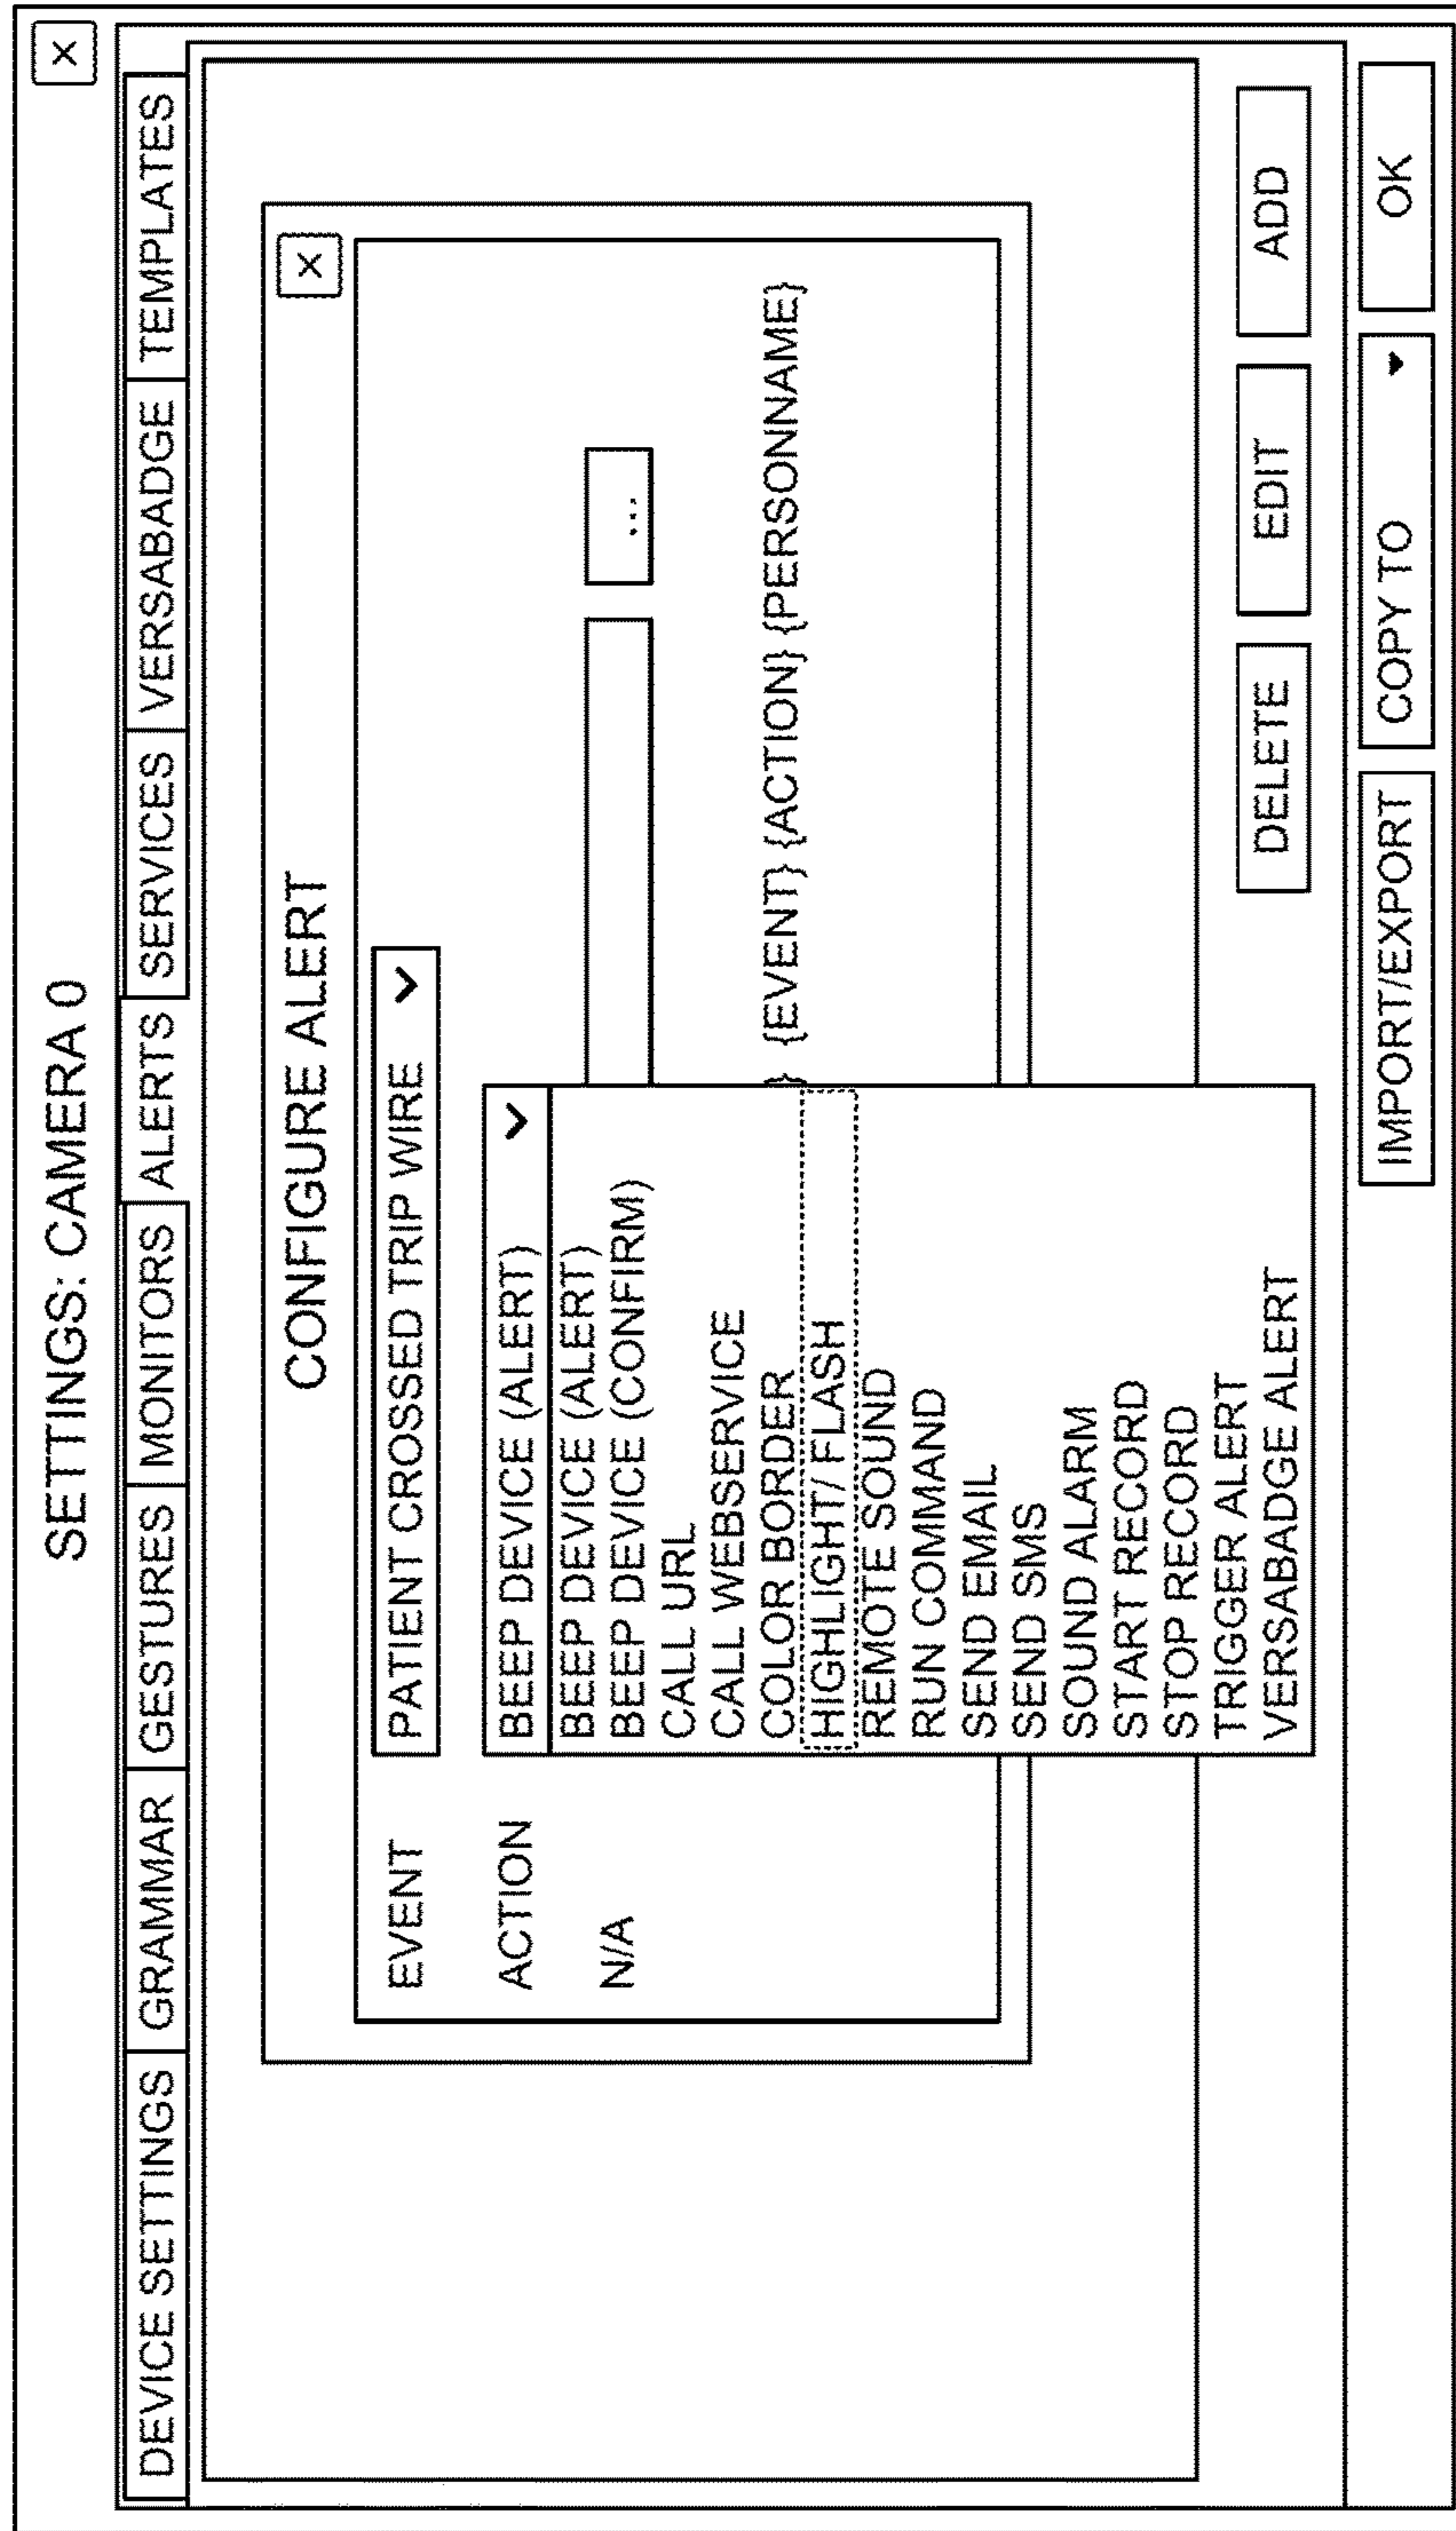 SETTINGS: CAMERA 0
X
DEVICE SETTINGS GRAMMAR GESTURES MONITORS ALERTS SERVICES VERSABADGE TEMPLATES
CONFIGURE ALERT
X
EVENT PATIENT CROSSED TRIP WIRE
ACTION BEEP DEVICE (ALERT)
BEEP DEVICE (ALERT)
N/A BEEP DEVICE (CONFIRM) ...
CALL URL
CALL WEBSERVICE
COLOR BORDER } {EVENT} {ACTION} {PERSONNAME}
HIGHLIGHT/ FLASH
REMOTE SOUND
RUN COMMAND
SEND EMAIL
SEND SMS
SOUND ALARM
START RECORD
STOP RECORD
TRIGGER ALERT
VERSABADGE ALERT
DELETE EDIT ADD
IMPORT/EXPORT COPY TO OK